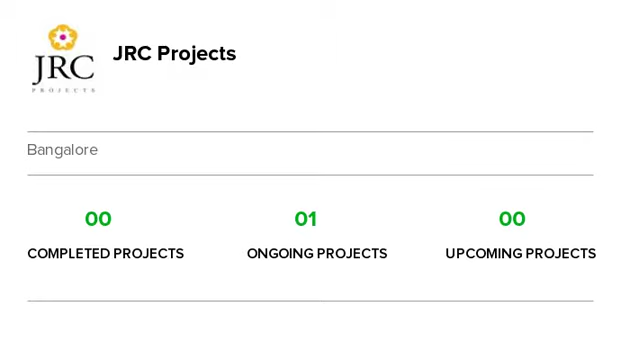 JRC
PROJECTS
JRC Projects
Bangalore
00 01 00
COMPLETED PROJECTS ONGOING PROJECTS UPCOMING PROJECTS